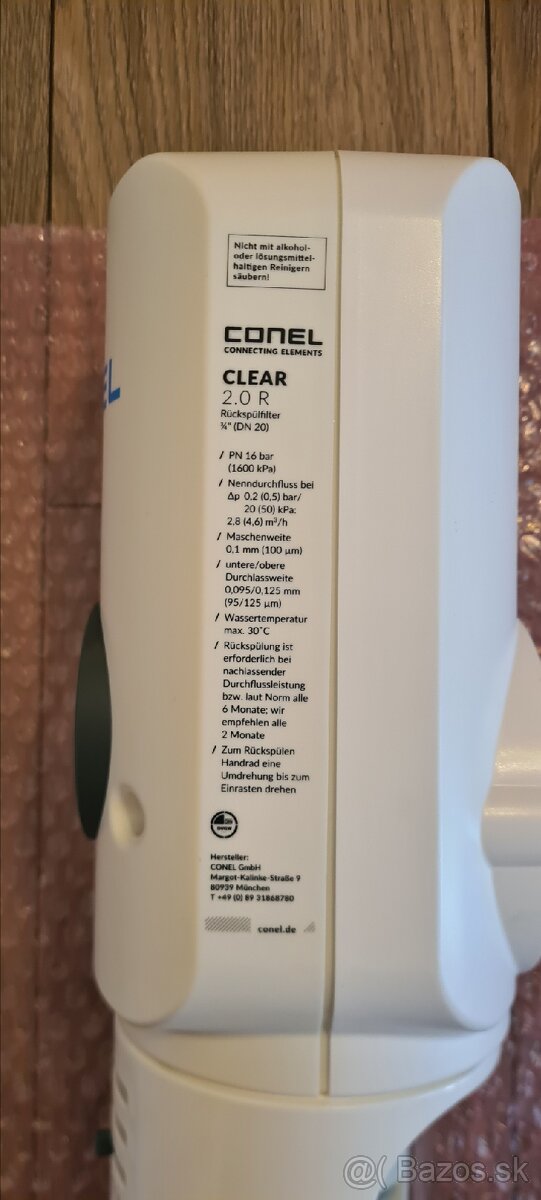 Nicht mit alkohol-
oder lösungsmittel-
haltigen Reinigern
säubern!
CONEL
CONNECTING ELEMENTS
EL
CLEAR
2.0 R
Rückspülfilter
¾" (DN 20)
/ PN 16 bar
(1600 kPa)
/ Nenndurchfluss bei
Δp 0,2 (0,5) bar/
20 (50) kPa:
2,8 (4,6) m³/h
/ Maschenweite
0,1 mm (100 µm)
/ untere/obere
Durchlassweite
0,095/0,125 mm
(95/125 µm)
/ Wassertemperatur
max. 30°C
/ Rückspülung ist
erforderlich bei
nachlassender
Durchflussleistung
bzw. laut Norm alle
6 Monate; wir
empfehlen alle
2 Monate
/ Zum Rückspülen
Handrad eine
Umdrehung bis zum
Einrasten drehen
DIN
DVGW
Hersteller:
CONEL GmbH
Margot-Kalinke-Straße 9
80939 München
T +49 (0) 89 31868780
conel.de
@( Bazos.sk